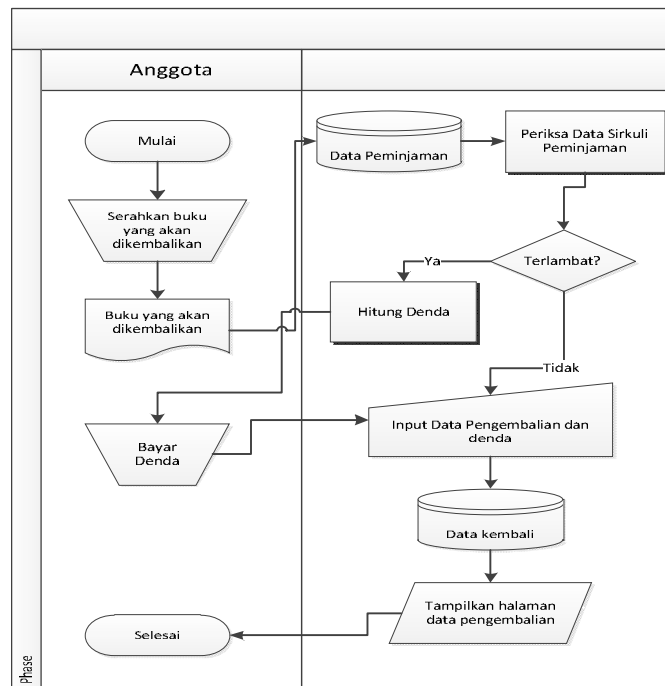 Anggota
Mulai
Data Peminjaman
Periksa Data Sirkuli
Peminjaman
Serahkan buku
yang akan
dikembalikan
Terlambat?
Ya
Buku yang akan
dikembalikan
Hitung Denda
Tidak
Input Data Pengembalian dan
denda
Bayar
Denda
Data kembali
Tampilkan halaman
data pengembalian
Selesai
Phase